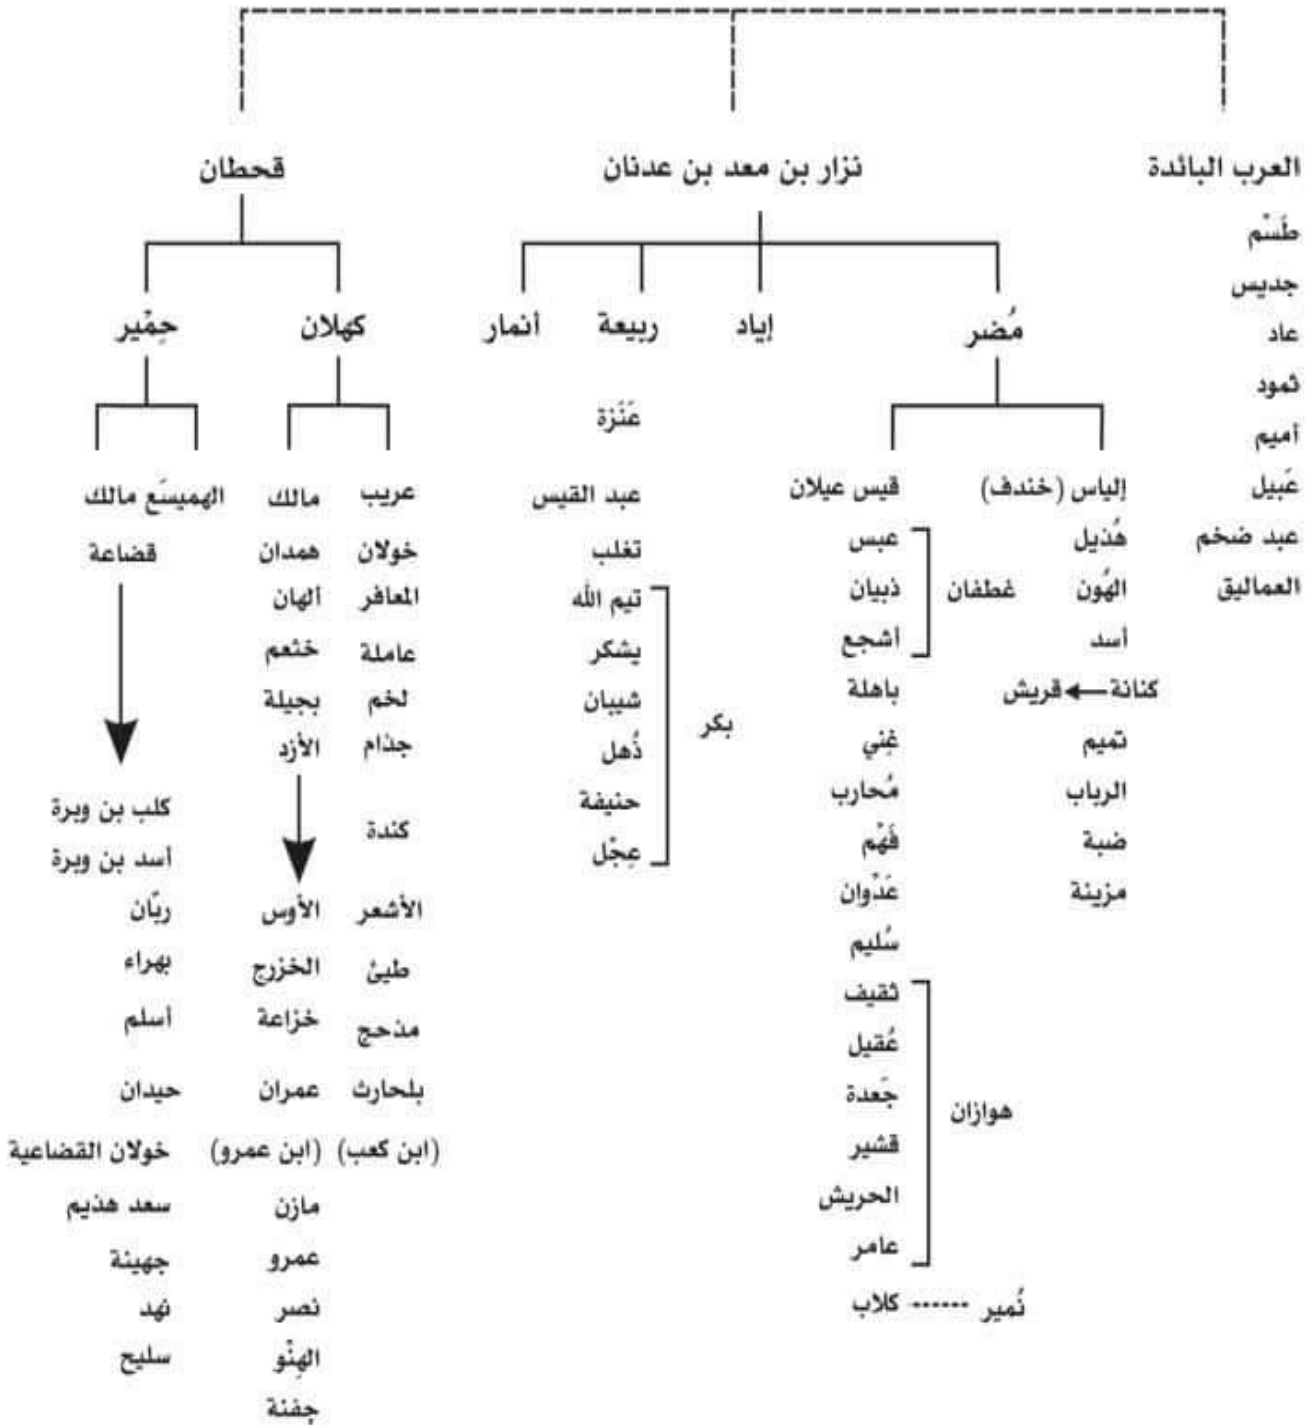 العرب البائدة
طَسْم
جديس
عاد
ثمود
أميم
عَبيل
عبد ضخم
العماليق
نزار بن معد بن عدنان
مُضر
إياد
ربيعة
أنمار
إلياس (خندف)
هُذيل
الهُون
أسد
كنانة
قريش
تميم
الرباب
ضبة
مزينة
قيس عيلان
عبس
ذبيان
أشجع
غطفان
باهلة
غِني
مُحارب
فَهْم
عَدْوان
سُليم
ثقيف
عُقيل
جَعدة
قشير
الحريش
عامر
هوازان
نُمير
كلاب
عَنَزة
عبد القيس
تغلب
تيم الله
يشكر
شيبان
ذُهل
حنيفة
عِجْل
بكر
قحطان
كهلان
حِمْير
عريب
خولان
المعافر
عاملة
لخم
جذام
كندة
الأشعر
طيئ
مذحج
بلحارث
(ابن كعب)
مالك
همدان
ألهان
خثعم
بجيلة
الأزد
الأوس
الخزرج
خزاعة
عمران
(ابن عمرو)
مازن
عمرو
نصر
الهِنْو
جفنة
الهميسَع
مالك
قضاعة
كلب بن وبرة
أسد بن وبرة
ربّان
بهراء
أسلم
حيدان
خولان القضاعية
سعد هذيم
جهينة
نهد
سليح